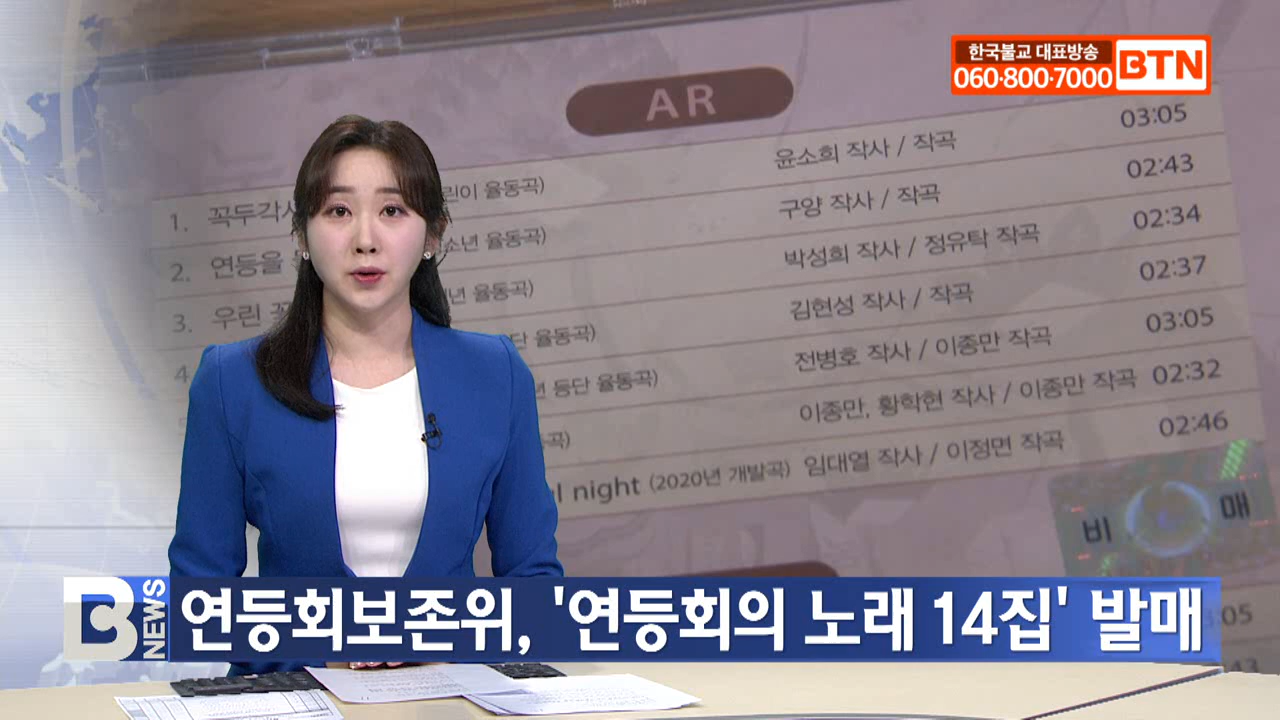 한국불교 대표방송
060·800·7000 BTN
AR
1. 꼭두각시 린이 율동곡) 윤소희 작사 / 작곡 03:05
2. 연등을 소년 율동곡) 구양 작사 / 작곡 02:43
3. 우린 년 율동곡) 박성희 작사 / 정유탁 작곡 02:34
4 단 율동곡) 김현성 작사 / 작곡 02:37
년 등단 율동곡) 전병호 작사 / 이종만 작곡 03:05
곡) 이종만, 황학현 작사 / 이종만 작곡 02:32
l night (2020년 개발곡) 임대열 작사 / 이정면 작곡 02:46
비 매
B NEWS 연등회보존위, '연등회의 노래 14집' 발매